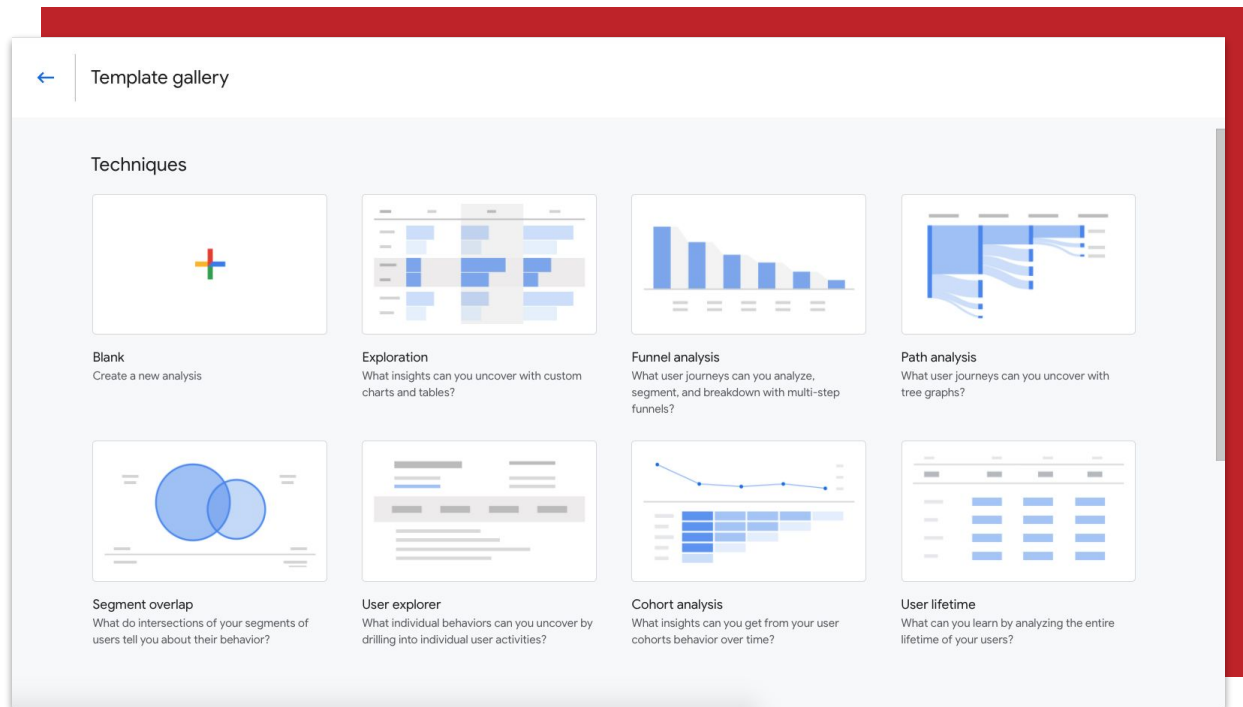 Template gallery
Techniques
Blank
Create a new analysis
Exploration
What insights can you uncover with custom
charts and tables?
Funnel analysis
What user journeys can you analyze,
segment, and breakdown with multi-step
funnels?
Path analysis
What user journeys can you uncover with
tree graphs?
Segment overlap
What do intersections of your segments of
users tell you about their behavior?
User explorer
What individual behaviors can you uncover by
drilling into individual user activities?
Cohort analysis
What insights can you get from your user
cohorts behavior over time?
User lifetime
What can you learn by analyzing the entire
lifetime of your users?